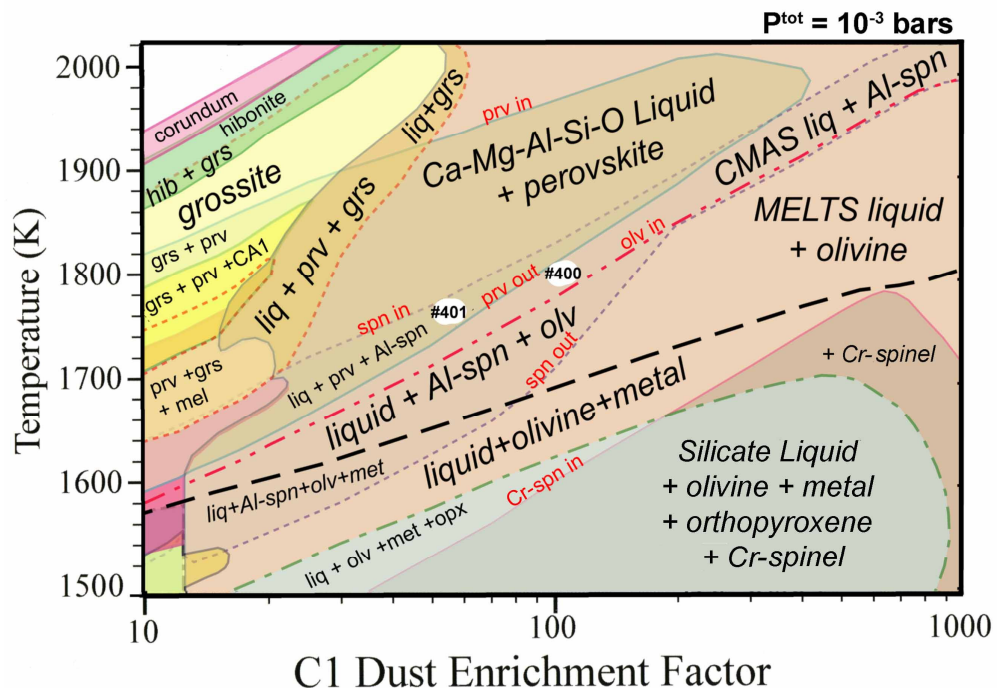 P^tot = 10^-3 bars
2000
1900
1800
1700
1600
1500
Temperature (K)
10
100
1000
C1 Dust Enrichment Factor
corundum
hibonite
hib + grs
grossite
grs + prv
grs + prv +CA1
prv +grs
+ mel
liq+grs
liq + prv + grs
prv in
Ca-Mg-Al-Si-O Liquid
+ perovskite
CMAS liq + Al-spn
MELTS liquid
+ olivine
olv in
#400
prv out
#401
spn in
liq + prv + Al-spn
liquid + Al-spn + olv
spn out
liquid+olivine+metal
liq+Al-spn+olv+met
Cr-spn in
liq + olv +met +opx
+ Cr-spinel
Silicate Liquid
+ olivine + metal
+ orthopyroxene
+ Cr-spinel